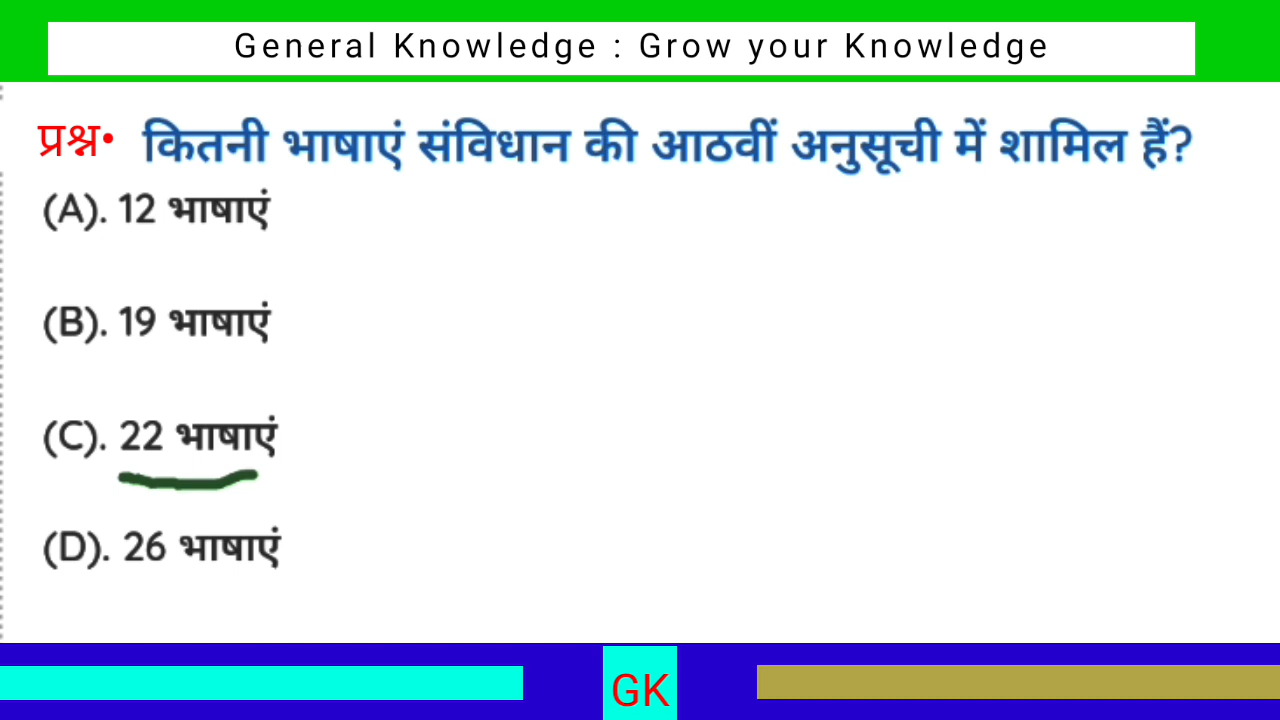 General Knowledge : Grow your Knowledge
प्रश्न• कितनी भाषाएं संविधान की आठवीं अनुसूची में शामिल हैं?
(A). 12 भाषाएं
(B). 19 भाषाएं
(C). 22 भाषाएं
(D). 26 भाषाएं
GK